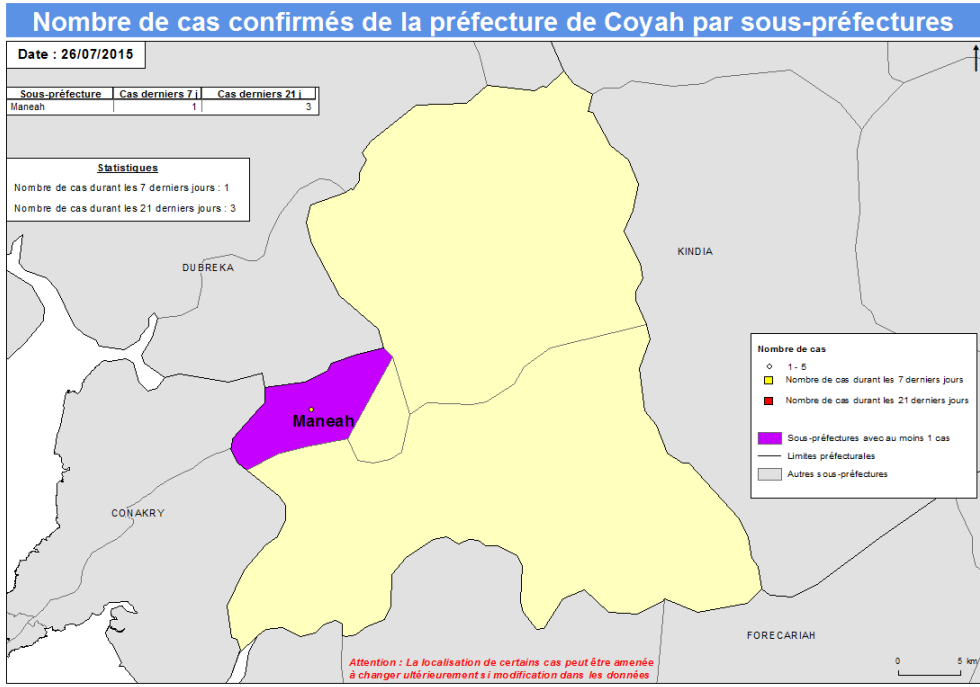 Nombre de cas confirmés de la préfecture de Coyah par sous-préfectures
Date : 26/07/2015
Sous-préfecture Cas derniers 7 j Cas derniers 21 j
Maneah 1 3
Statistiques
Nombre de cas durant les 7 derniers jours : 1
Nombre de cas durant les 21 derniers jours : 3
DUBREKA
KINDIA
Maneah
CONAKRY
FORECARIAH
Nombre de cas
1 - 5
Nombre de cas durant les 7 derniers jours
Nombre de cas durant les 21 derniers jours
Sous-préfectures avec au moins 1 cas
Limites préfecturales
Autres sous-préfectures
Attention : La localisation de certains cas peut être amenée
à changer ultérieurement si modification dans les données
0 5 km